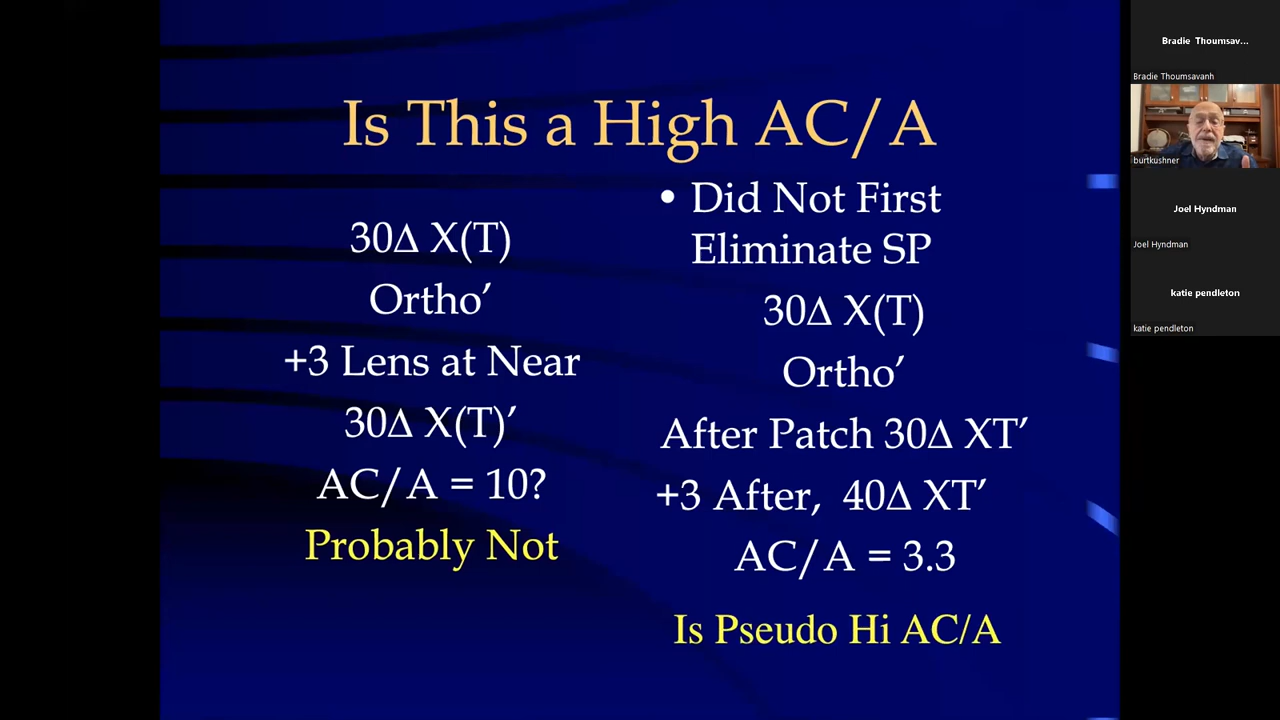 Is This a High AC/A
30Δ X(T)
Ortho’
+3 Lens at Near
30Δ X(T)’
AC/A = 10?
Probably Not
• Did Not First
Eliminate SP
30Δ X(T)
Ortho’
After Patch 30Δ XT’
+3 After, 40Δ XT’
AC/A = 3.3
Is Pseudo Hi AC/A
Bradie Thoumsav...
Bradie Thoumsavanh
burtkushner
Joel Hyndman
Joel Hyndman
katie pendleton
katie pendleton